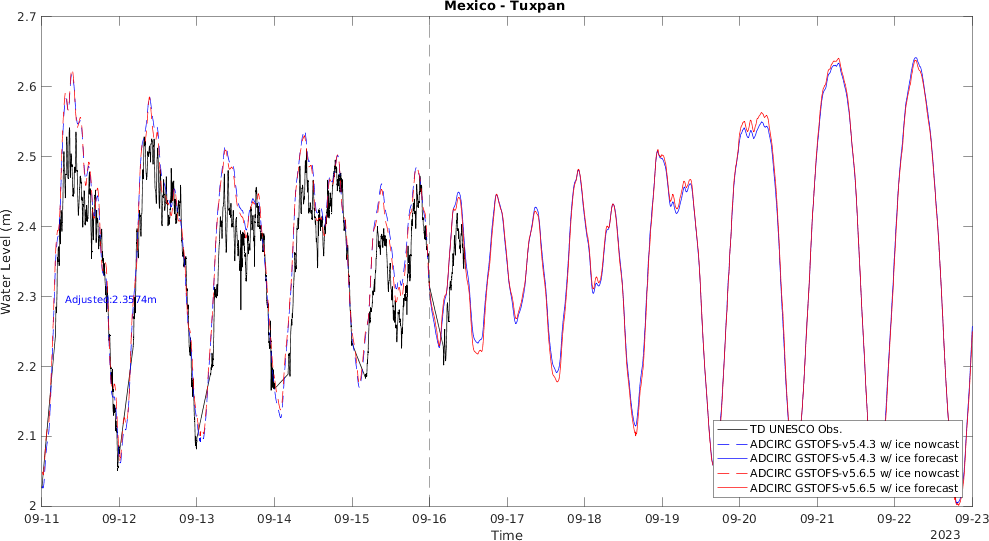 Mexico - Tuxpan
2.7
2.6
2.5
2.4
2.3
2.2
2.1
2
Water Level (m)
Adjusted:2.3574m
TD UNESCO Obs.
ADCIRC GSTOFS-v5.4.3 w/ ice nowcast
ADCIRC GSTOFS-v5.4.3 w/ ice forecast
ADCIRC GSTOFS-v5.6.5 w/ ice nowcast
ADCIRC GSTOFS-v5.6.5 w/ ice forecast
09-11 09-12 09-13 09-14 09-15 09-16 09-17 09-18 09-19 09-20 09-21 09-22 09-23
Time
2023